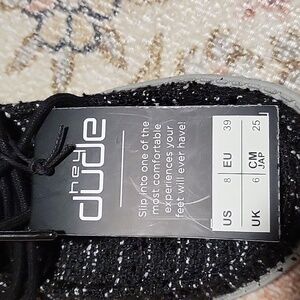 hey
dude
Slip into one of the
most comfortable
experiences your
feet will ever have!
US 8 EU 39
UK 6 CM JAP 25